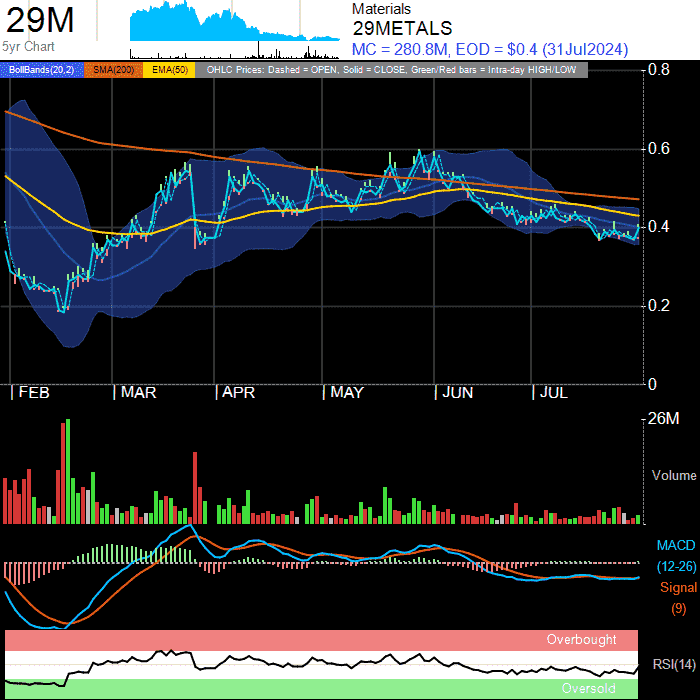 29M
5yr Chart
Materials
29METALS
MC = 280.8M, EOD = $0.4 (31Jul2024)
BollBands(20,2) SMA(200) EMA(50) OHLC Prices: Dashed = OPEN, Solid = CLOSE, Green/Red bars = Intra-day HIGH/LOW
0.8
0.6
0.4
0.2
0
FEB MAR APR MAY JUN JUL
26M
Volume
MACD
(12-26)
Signal
(9)
Overbought
RSI(14)
Oversold